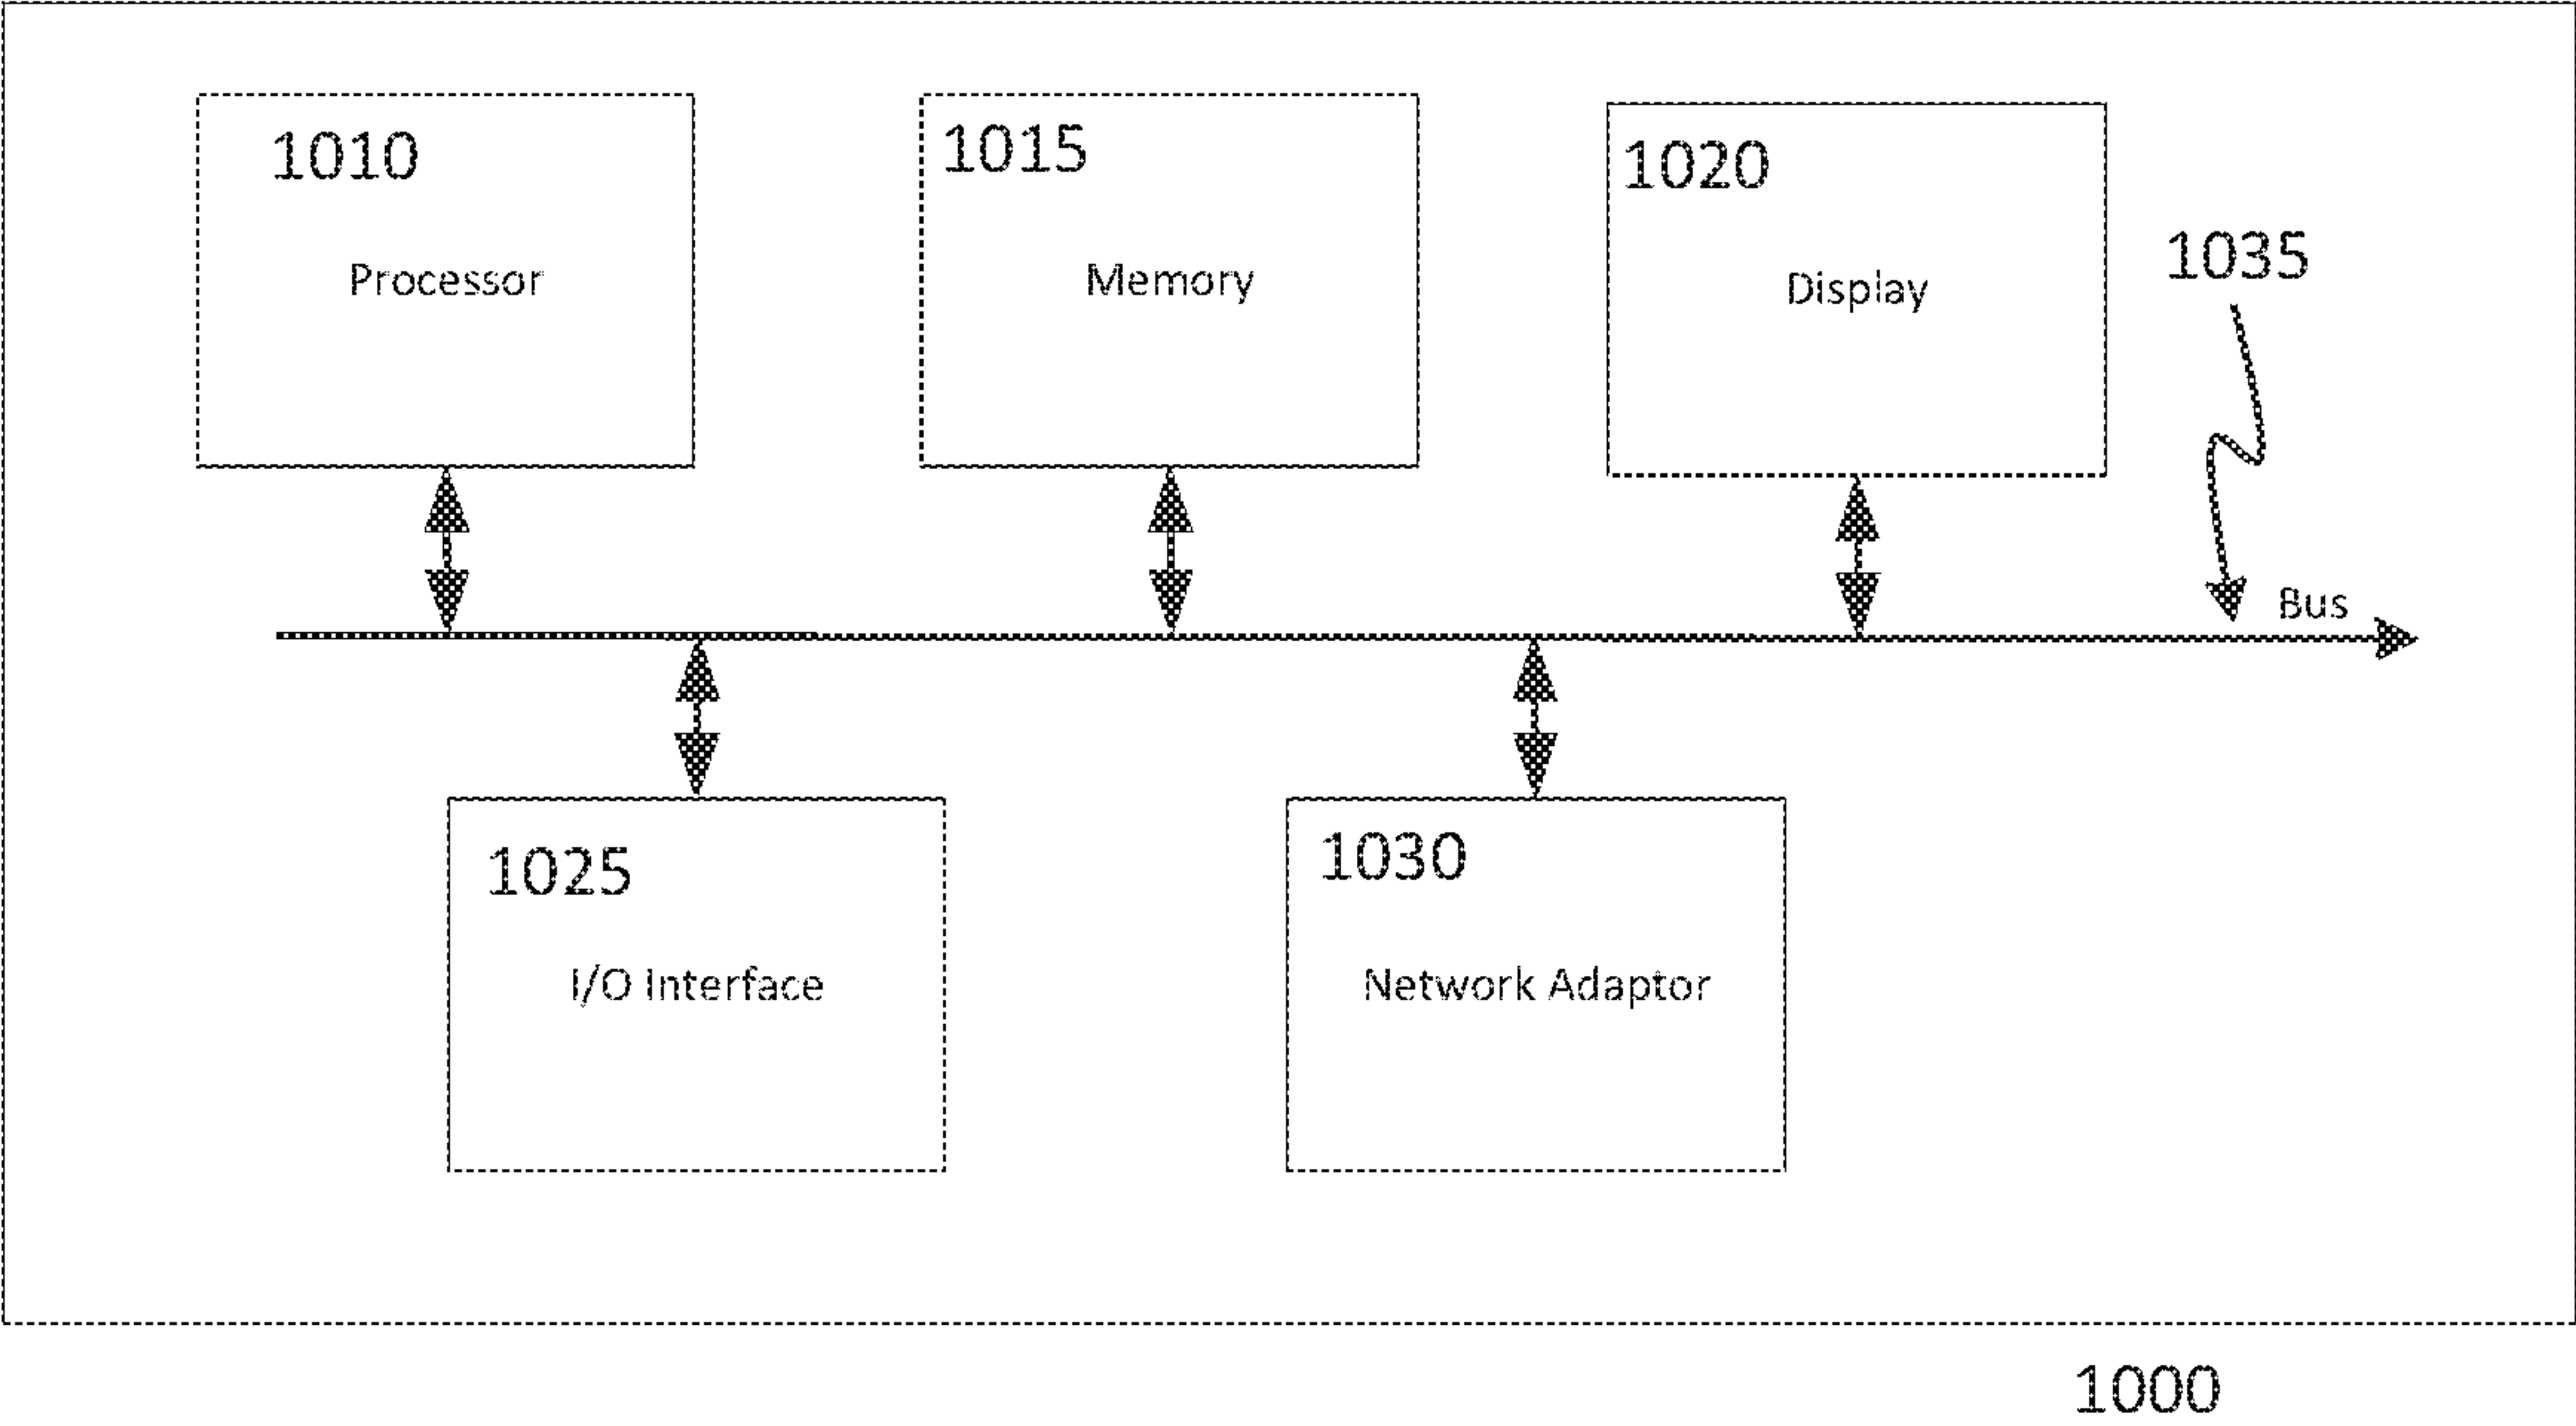 1010
Processor
1015
Memory
1020
Display
1035
Bus
1025
I/O Interface
1030
Network Adaptor
1000